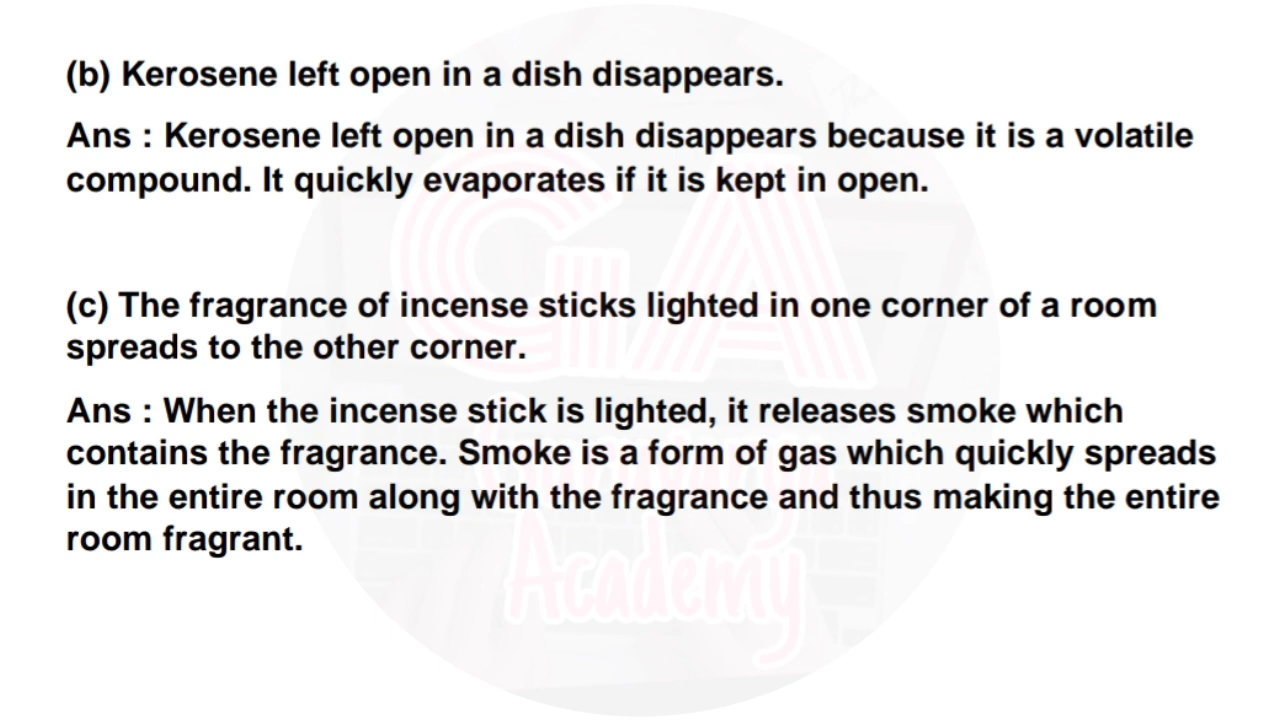 (b) Kerosene left open in a dish disappears.
Ans : Kerosene left open in a dish disappears because it is a volatile
compound. It quickly evaporates if it is kept in open.
(c) The fragrance of incense sticks lighted in one corner of a room
spreads to the other corner.
Ans : When the incense stick is lighted, it releases smoke which
contains the fragrance. Smoke is a form of gas which quickly spreads
in the entire room along with the fragrance and thus making the entire
room fragrant.
GA
Academy